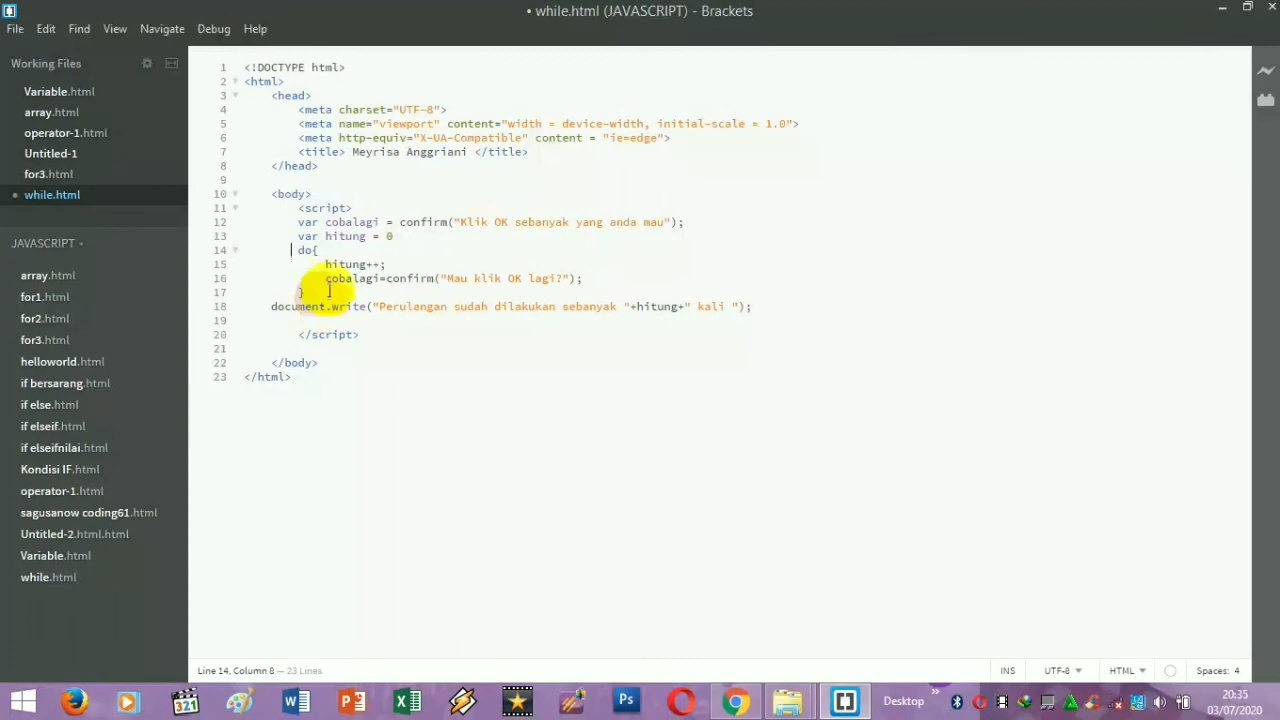 • while.html (JAVASCRIPT) - Brackets
File Edit Find View Navigate Debug Help
Working Files
Variable.html
array.html
operator-1.html
Untitled-1
for3.html
while.html
JAVASCRIPT
array.html
for1.html
for2.html
for3.html
helloworld.html
if bersarang.html
if else.html
if elseif.html
if elseifnilai.html
Kondisi IF.html
operator-1.html
sagusanow coding61.html
Untitled-2.html.html
Variable.html
while.html
1 <!DOCTYPE html>
2 <html>
3 <head>
4 <meta charset="UTF-8">
5 <meta name="viewport" content="width = device-width, initial-scale = 1.0">
6 <meta http-equiv="X-UA-Compatible" content = "ie=edge">
7 <title> Meyrisa Anggriani </title>
8 </head>
9
10 <body>
11 <script>
12 var cobalagi = confirm("Klik OK sebanyak yang anda mau");
13 var hitung = 0
14 do{
15 hitung++;
16 cobalagi=confirm("Mau klik OK lagi?");
17 }
18 document.write("Perulangan sudah dilakukan sebanyak "+hitung+" kali ");
19
20 </script>
21
22 </body>
23 </html>
Line 14, Column 8 — 23 Lines
INS UTF-8 HTML Spaces: 4
321 Ps Desktop » 20:35
03/07/2020